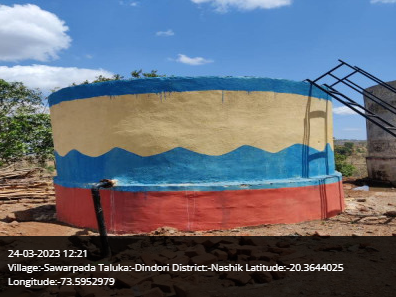 24-03-2023 12:21
Village:-Sawarpada Taluka:-Dindori District:-Nashik Latitude:-20.3644025
Longitude:-73.5952979